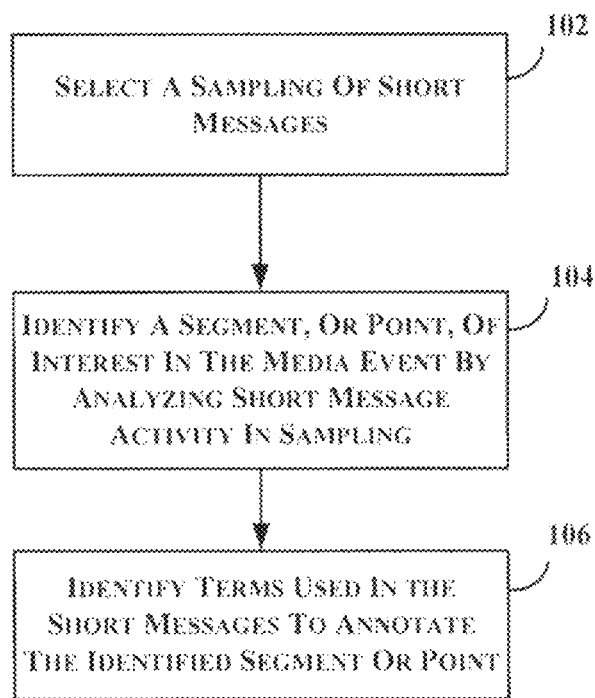 102
SELECT A SAMPLING OF SHORT
MESSAGES
104
IDENTIFY A SEGMENT, OR POINT, OF
INTEREST IN THE MEDIA EVENT BY
ANALYZING SHORT MESSAGE
ACTIVITY IN SAMPLING
106
IDENTIFY TERMS USED IN THE
SHORT MESSAGES TO ANNOTATE
THE IDENTIFIED SEGMENT OR POINT